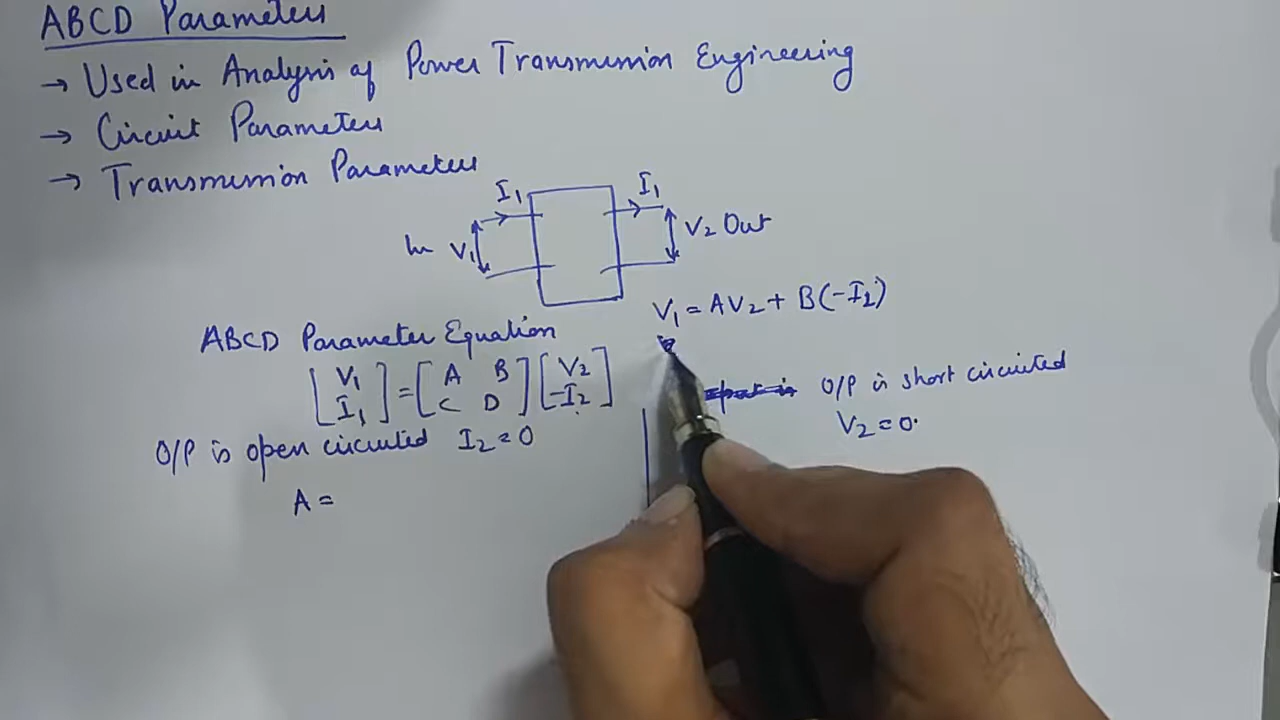 ABCD Parameters
→ Used in Analysis of Power Transmission Engineering
→ Circuit Parameters
→ Transmission Parameters
I₁ I₁
In V₁ V₂ Out
V₁ = AV₂ + B(-I₂)
ABCD Parameter Equation
[V₁ I₁] = [A B C D] [V₂ -I₂]
O/P is short circuited
V₂ = 0.
O/P is open circuited I₂ = 0
A =